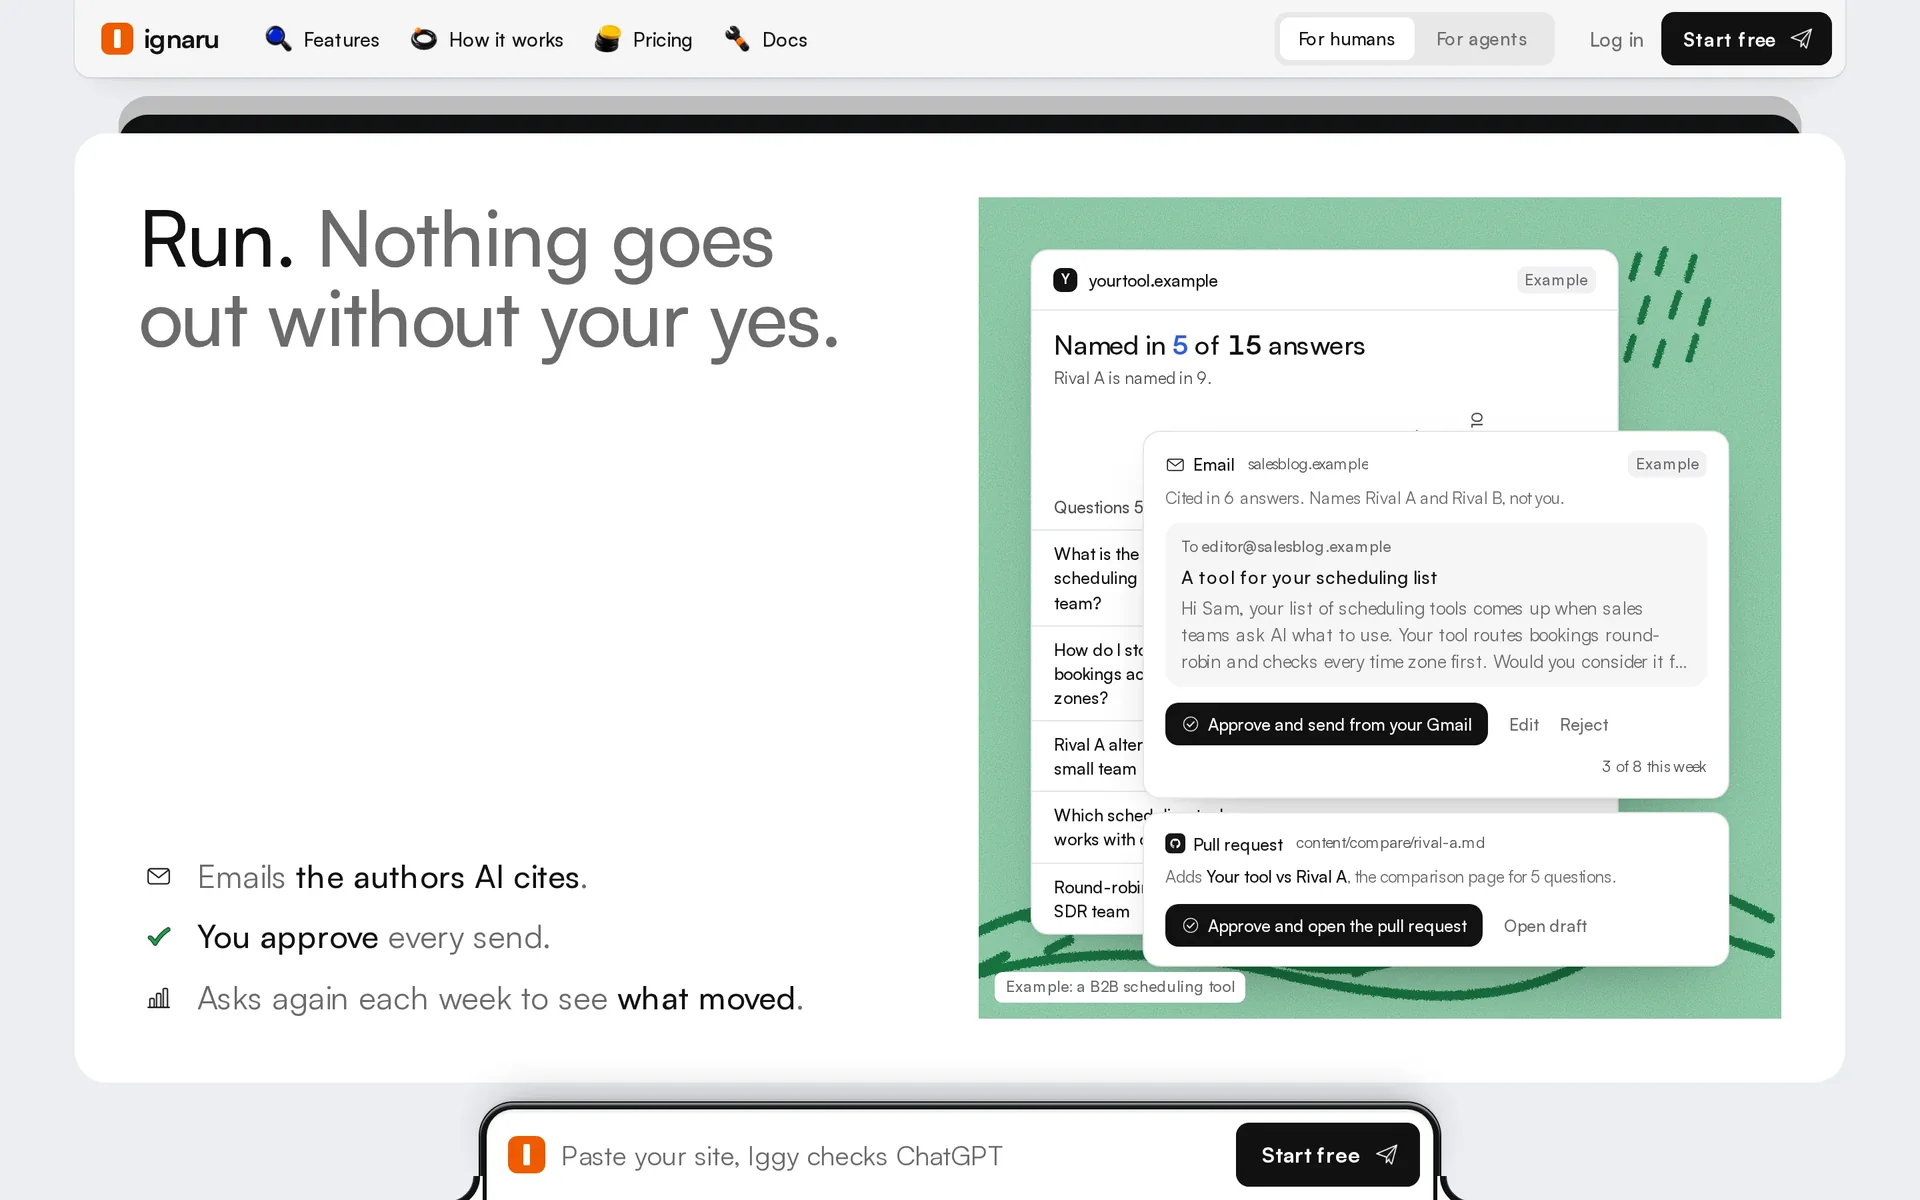 ignaru
Features
How it works
Pricing
Docs
For humans
For agents
Log in
Start free
Run. Nothing goes
out without your yes.
Emails the authors AI cites.
You approve every send.
Asks again each week to see what moved.
Y yourtool.example
Example
Named in 5 of 15 answers
Rival A is named in 9.
Questions 5
What is the
scheduling
team?
How do I sto
bookings ac
zones?
Rival A alter
small team
Which sched
works with
Round-robi
SDR team
Email salesblog.example
Example
Cited in 6 answers. Names Rival A and Rival B, not you.
To editor@salesblog.example
A tool for your scheduling list
Hi Sam, your list of scheduling tools comes up when sales
teams ask AI what to use. Your tool routes bookings round-
robin and checks every time zone first. Would you consider it f...
Approve and send from your Gmail
Edit
Reject
3 of 8 this week
Pull request content/compare/rival-a.md
Adds Your tool vs Rival A, the comparison page for 5 questions.
Approve and open the pull request
Open draft
Example: a B2B scheduling tool
Paste your site, Iggy checks ChatGPT
Start free